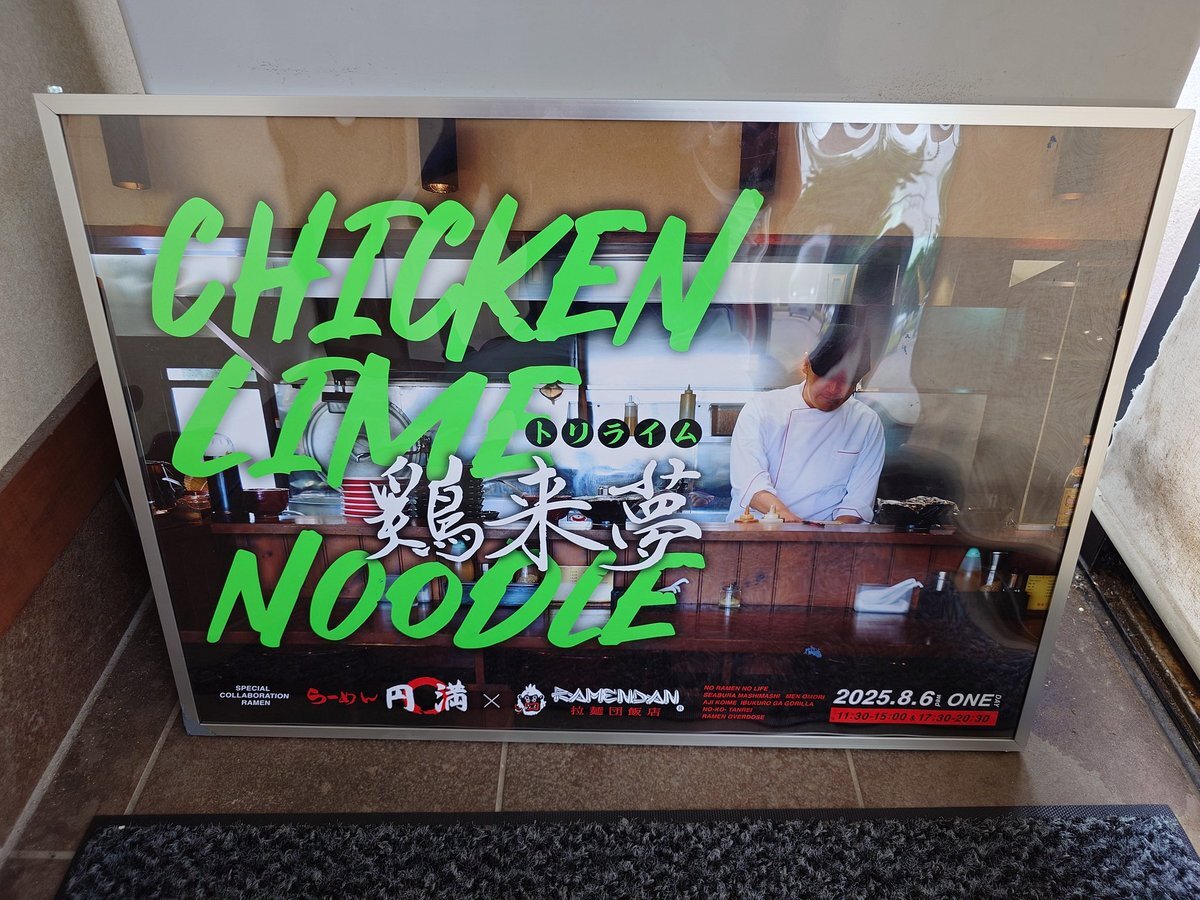 CHICKEN
LIME
トリライム
鶏来夢
NOODLE
SPECIAL
COLLABORATION
RAMEN
らーめん 円満 × RAMENDAN ®
拉麺団飯店
NO RAMEN NO LIFE
SEABURA MASHIMASHI MEN OOMORI
AJI KOIME IBUKURO GA GORILLA
NO-KO- TANREI
RAMEN OVERDOSE
2025.8.6 ONE DAY
11:30-15:00 & 17:30-20:30